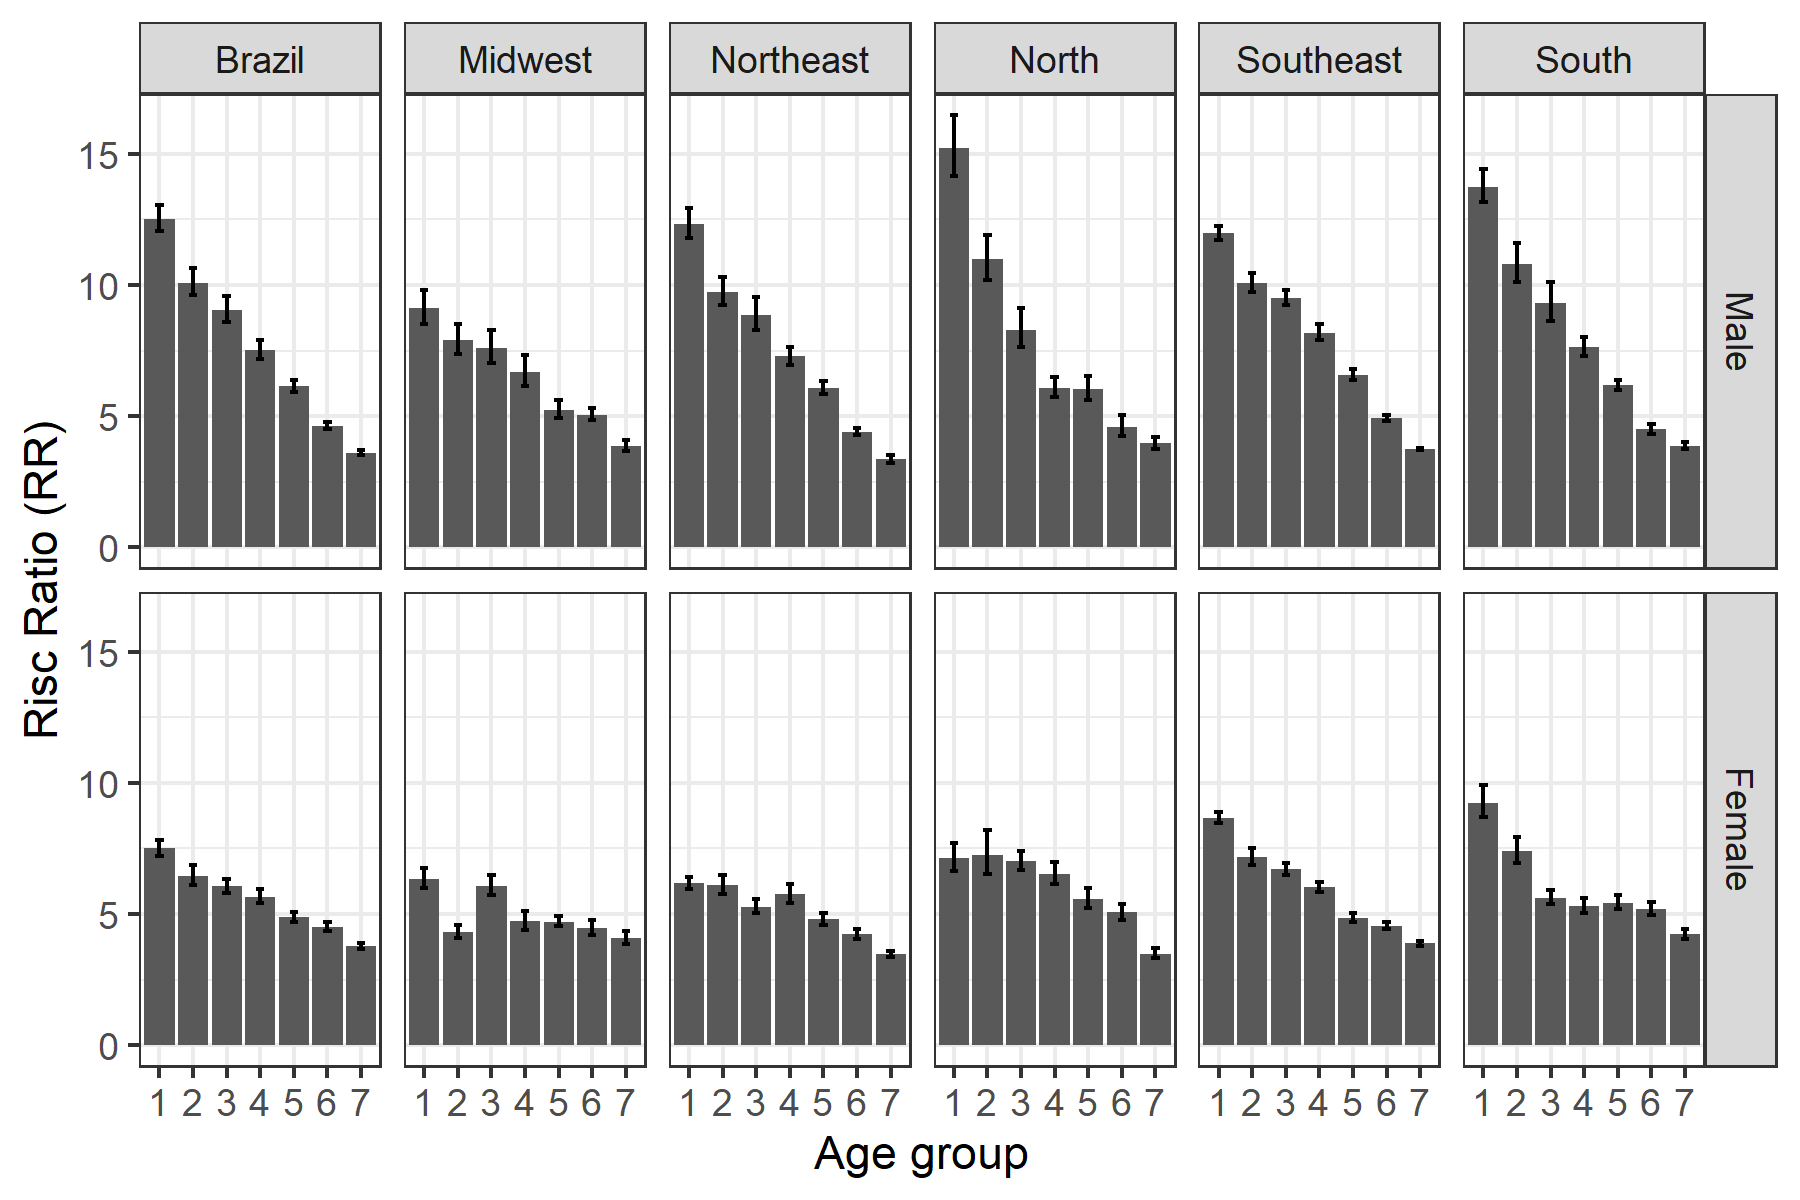 Brazil Midwest Northeast North Southeast South
15
10
5
0
Male
15
10
5
0
Female
Risc Ratio (RR)
1 2 3 4 5 6 7 1 2 3 4 5 6 7 1 2 3 4 5 6 7 1 2 3 4 5 6 7 1 2 3 4 5 6 7 1 2 3 4 5 6 7
Age group